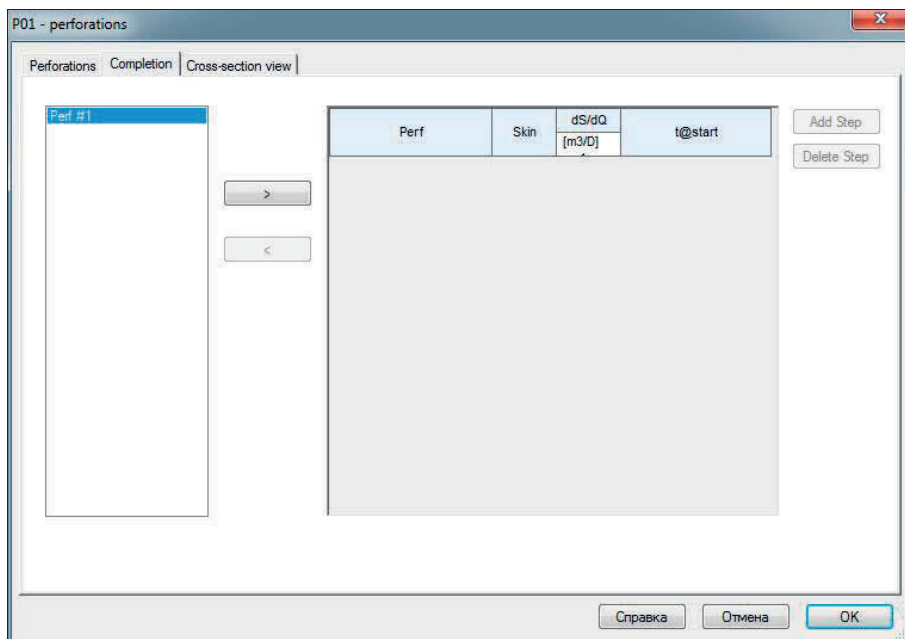 P01 - perforations
Perforations Completion Cross-section view
Perf #1
Perf Skin dS/dQ t@start
[m3/D]
Add Step
Delete Step
>
<
Справка Отмена OK